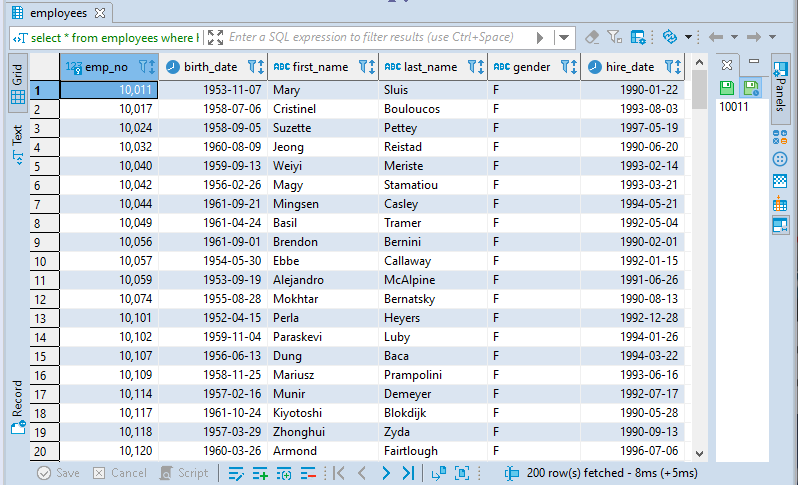 employees
select * from employees where h Enter a SQL expression to filter results (use Ctrl+Space)
Grid
Text
Record
123 emp_no birth_date ABC first_name ABC last_name ABC gender hire_date
1 10,011 1953-11-07 Mary Sluis F 1990-01-22
2 10,017 1958-07-06 Cristinel Bouloucos F 1993-08-03
3 10,024 1958-09-05 Suzette Pettey F 1997-05-19
4 10,032 1960-08-09 Jeong Reistad F 1990-06-20
5 10,040 1959-09-13 Weiyi Meriste F 1993-02-14
6 10,042 1956-02-26 Magy Stamatiou F 1993-03-21
7 10,044 1961-09-21 Mingsen Casley F 1994-05-21
8 10,049 1961-04-24 Basil Tramer F 1992-05-04
9 10,056 1961-09-01 Brendon Bernini F 1990-02-01
10 10,057 1954-05-30 Ebbe Callaway F 1992-01-15
11 10,059 1953-09-19 Alejandro McAlpine F 1991-06-26
12 10,074 1955-08-28 Mokhtar Bernatsky F 1990-08-13
13 10,101 1952-04-15 Perla Heyers F 1992-12-28
14 10,102 1959-11-04 Paraskevi Luby F 1994-01-26
15 10,107 1956-06-13 Dung Baca F 1994-03-22
16 10,109 1958-11-25 Mariusz Prampolini F 1993-06-16
17 10,114 1957-02-16 Munir Demeyer F 1992-07-17
18 10,117 1961-10-24 Kiyotoshi Blokdijk F 1990-05-28
19 10,118 1957-03-29 Zhonghui Zyda F 1990-09-13
20 10,120 1960-03-26 Armond Fairtlough F 1996-07-06
10011
Panels
Save Cancel Script 200 row(s) fetched - 8ms (+5ms)